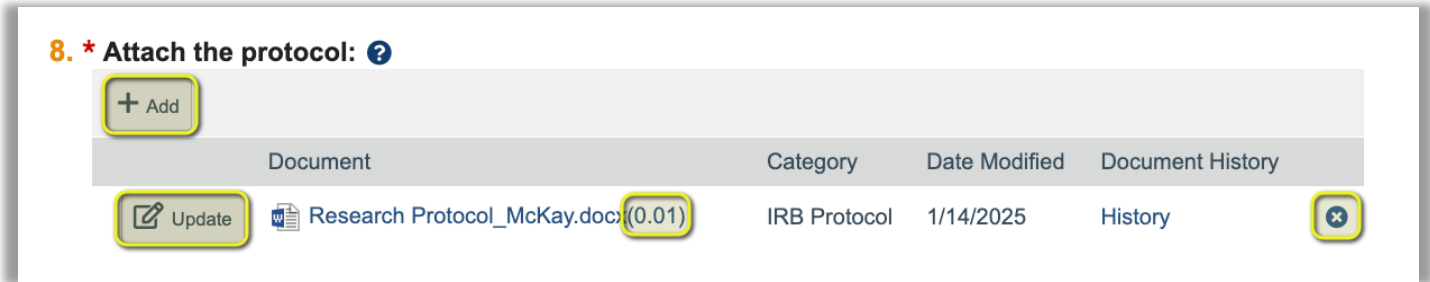 8. * Attach the protocol: ?
+ Add
Document Category Date Modified Document History
Update Research Protocol_McKay.docx(0.01) IRB Protocol 1/14/2025 History